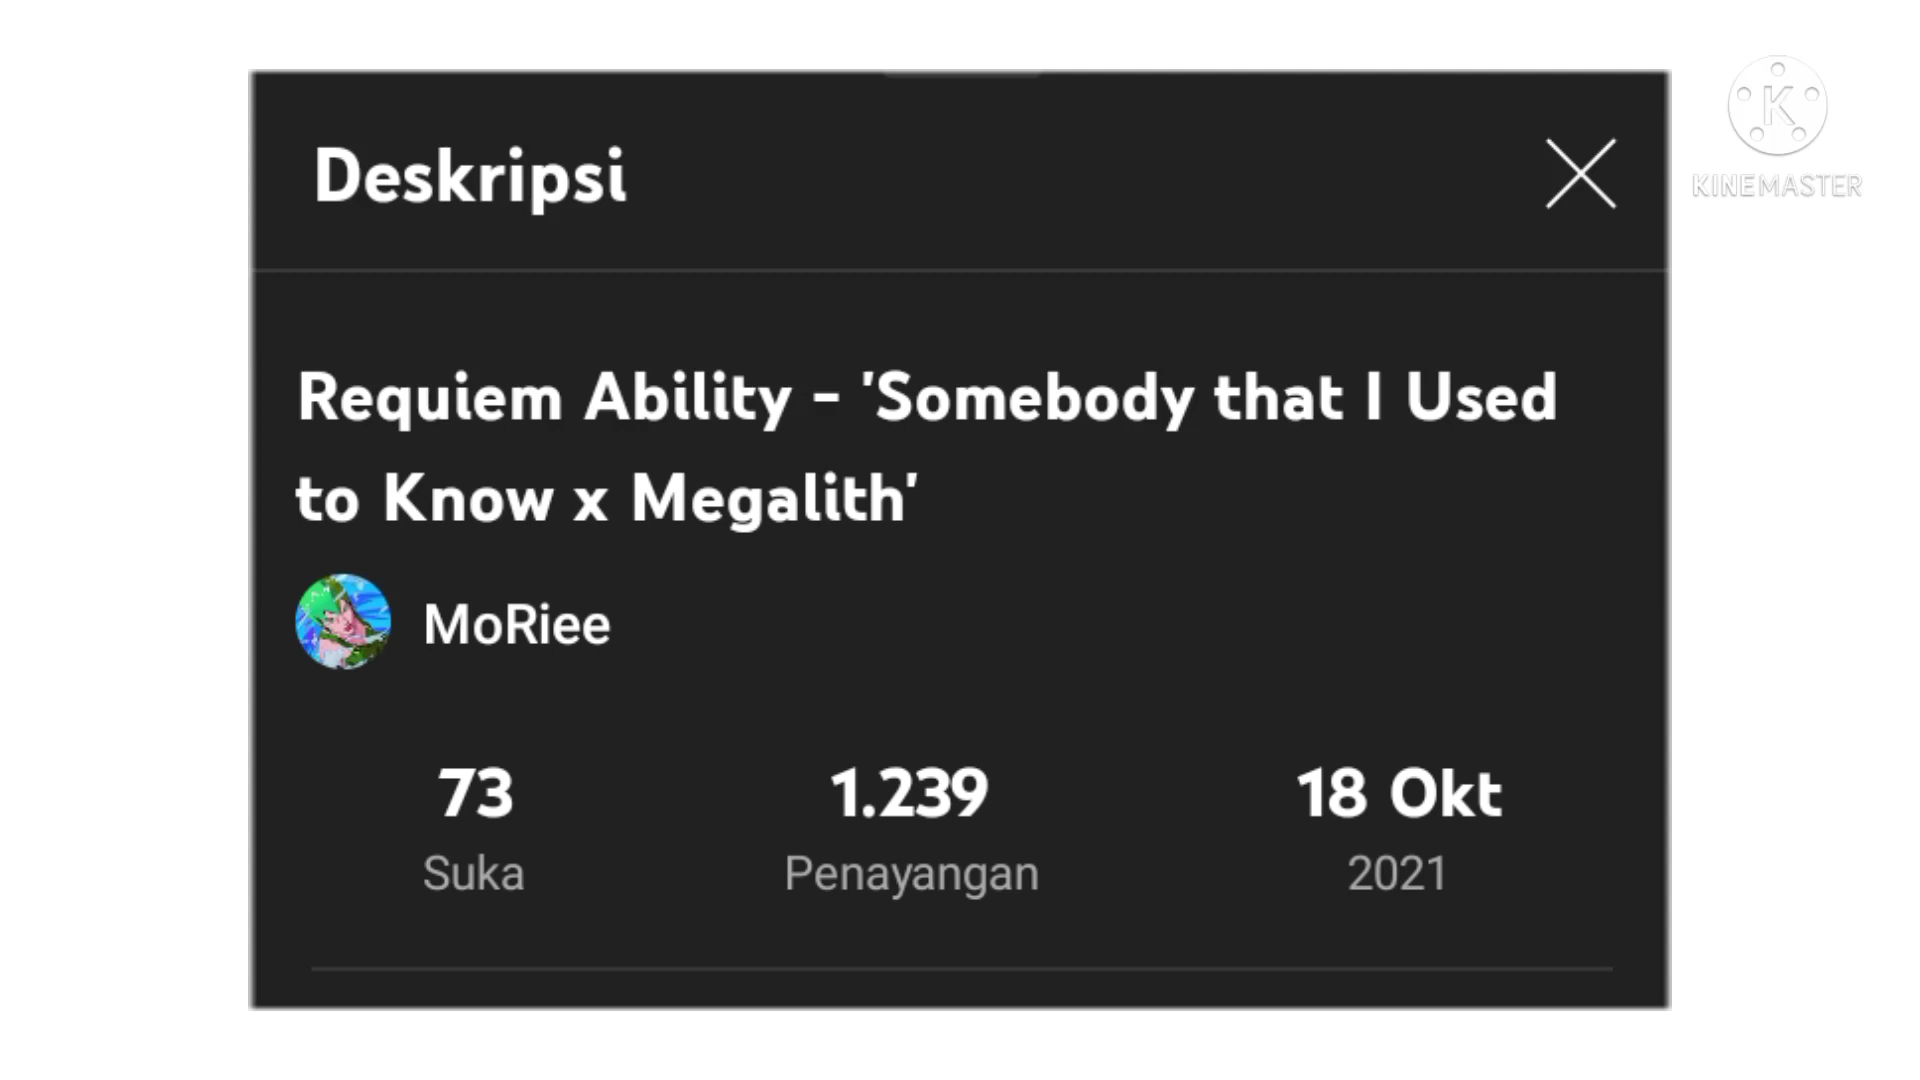 Deskripsi
K
KINEMASTER
Requiem Ability - 'Somebody that I Used
to Know x Megalith'
MoRiee
73
1.239
18 Okt
Suka
Penayangan
2021